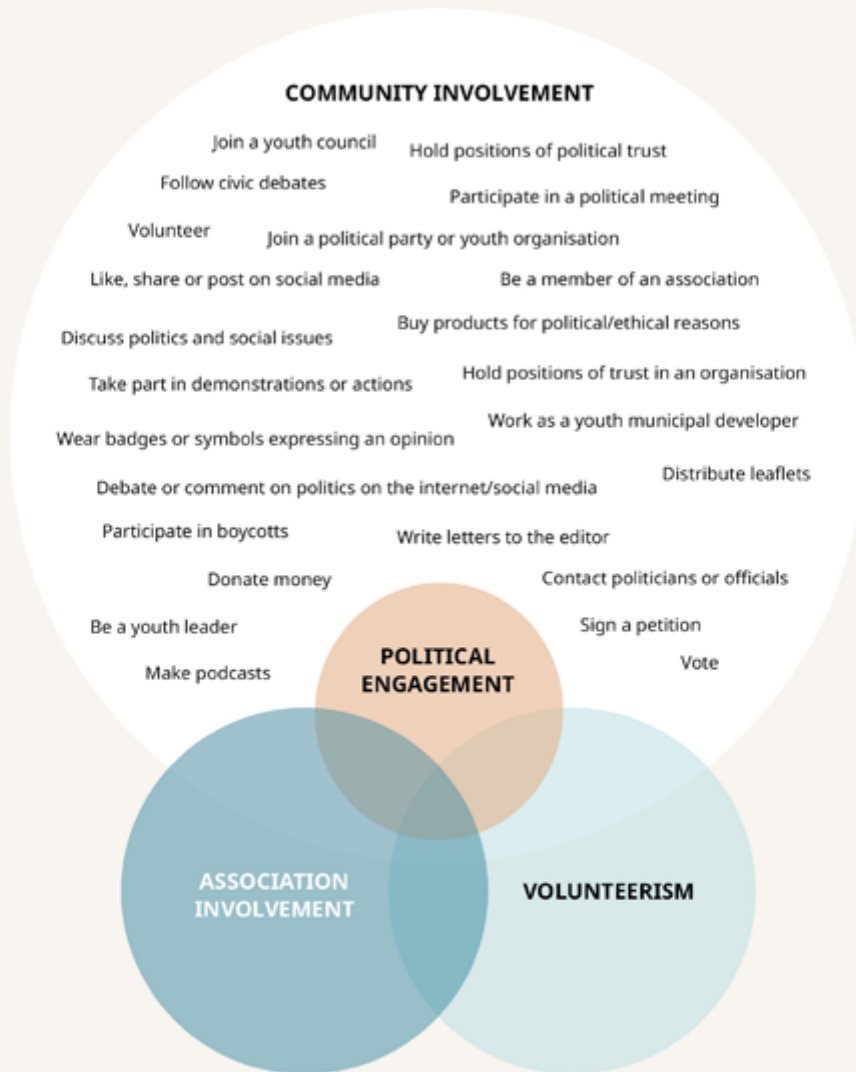 COMMUNITY INVOLVEMENT
Join a youth council
Hold positions of political trust
Follow civic debates
Participate in a political meeting
Volunteer
Join a political party or youth organisation
Like, share or post on social media
Be a member of an association
Buy products for political/ethical reasons
Discuss politics and social issues
Hold positions of trust in an organisation
Take part in demonstrations or actions
Work as a youth municipal developer
Wear badges or symbols expressing an opinion
Distribute leaflets
Debate or comment on politics on the internet/social media
Participate in boycotts
Write letters to the editor
Donate money
Contact politicians or officials
Be a youth leader
Sign a petition
POLITICAL
ENGAGEMENT
Vote
Make podcasts
ASSOCIATION
INVOLVEMENT
VOLUNTEERISM